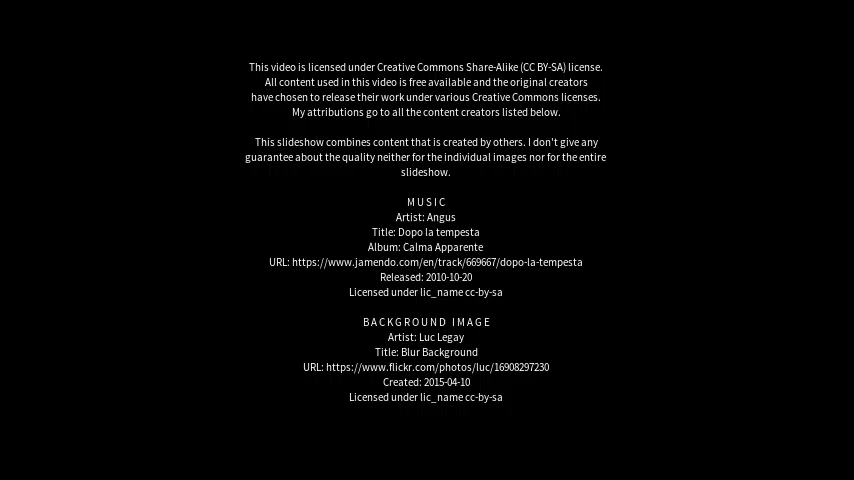 This video is licensed under Creative Commons Share-Alike (CC BY-SA) license.
All content used in this video is free available and the original creators
have chosen to release their work under various Creative Commons licenses.
My attributions go to all the content creators listed below.
This slideshow combines content that is created by others. I don't give any
guarantee about the quality neither for the individual images nor for the entire
slideshow.
MUSIC
Artist: Angus
Title: Dopo la tempesta
Album: Calma Apparente
URL: https://www.jamendo.com/en/track/669667/dopo-la-tempesta
Released: 2010-10-20
Licensed under lic_name cc-by-sa
BACKGROUND IMAGE
Artist: Luc Legay
Title: Blur Background
URL: https://www.flickr.com/photos/luc/16908297230
Created: 2015-04-10
Licensed under lic_name cc-by-sa